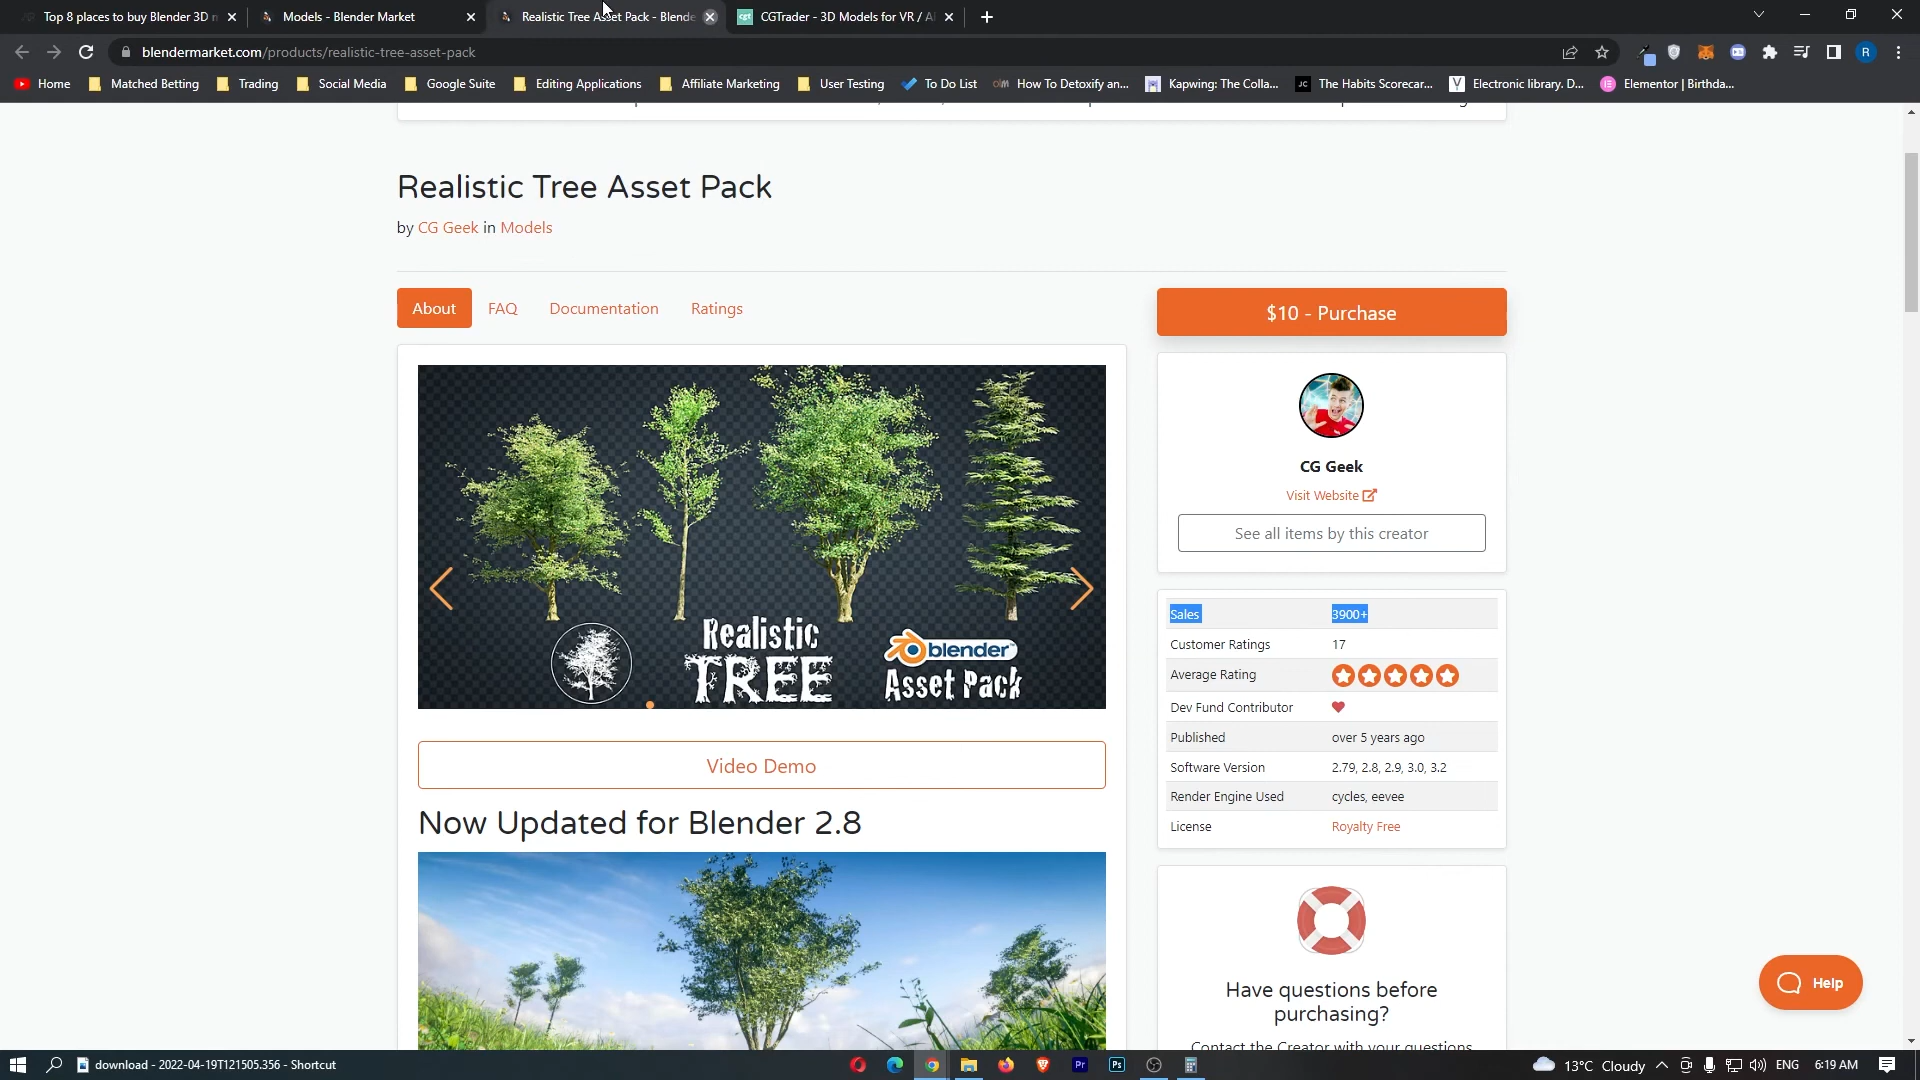 Top 8 places to buy Blender 3D m
Models - Blender Market
Realistic Tree Asset Pack - Blende
CGTrader - 3D Models for VR / A
blendermarket.com/products/realistic-tree-asset-pack
Home
Matched Betting
Trading
Social Media
Google Suite
Editing Applications
Affiliate Marketing
User Testing
To Do List
How To Detoxify an...
Kapwing: The Colla...
The Habits Scorecar...
Electronic library. D...
Elementor | Birthda...
Realistic Tree Asset Pack
by CG Geek in Models
About
FAQ
Documentation
Ratings
$10 - Purchase
CG Geek
Visit Website
See all items by this creator
Realistic
TREE
blender
Asset Pack
Sales 3900+
Customer Ratings 17
Average Rating
Dev Fund Contributor
Published over 5 years ago
Software Version 2.79, 2.8, 2.9, 3.0, 3.2
Render Engine Used cycles, eevee
License Royalty Free
Video Demo
Now Updated for Blender 2.8
Have questions before
purchasing?
Contact the Creator with your questions
Help
download - 2022-04-19T121505.356 - Shortcut
13°C Cloudy
ENG
6:19 AM